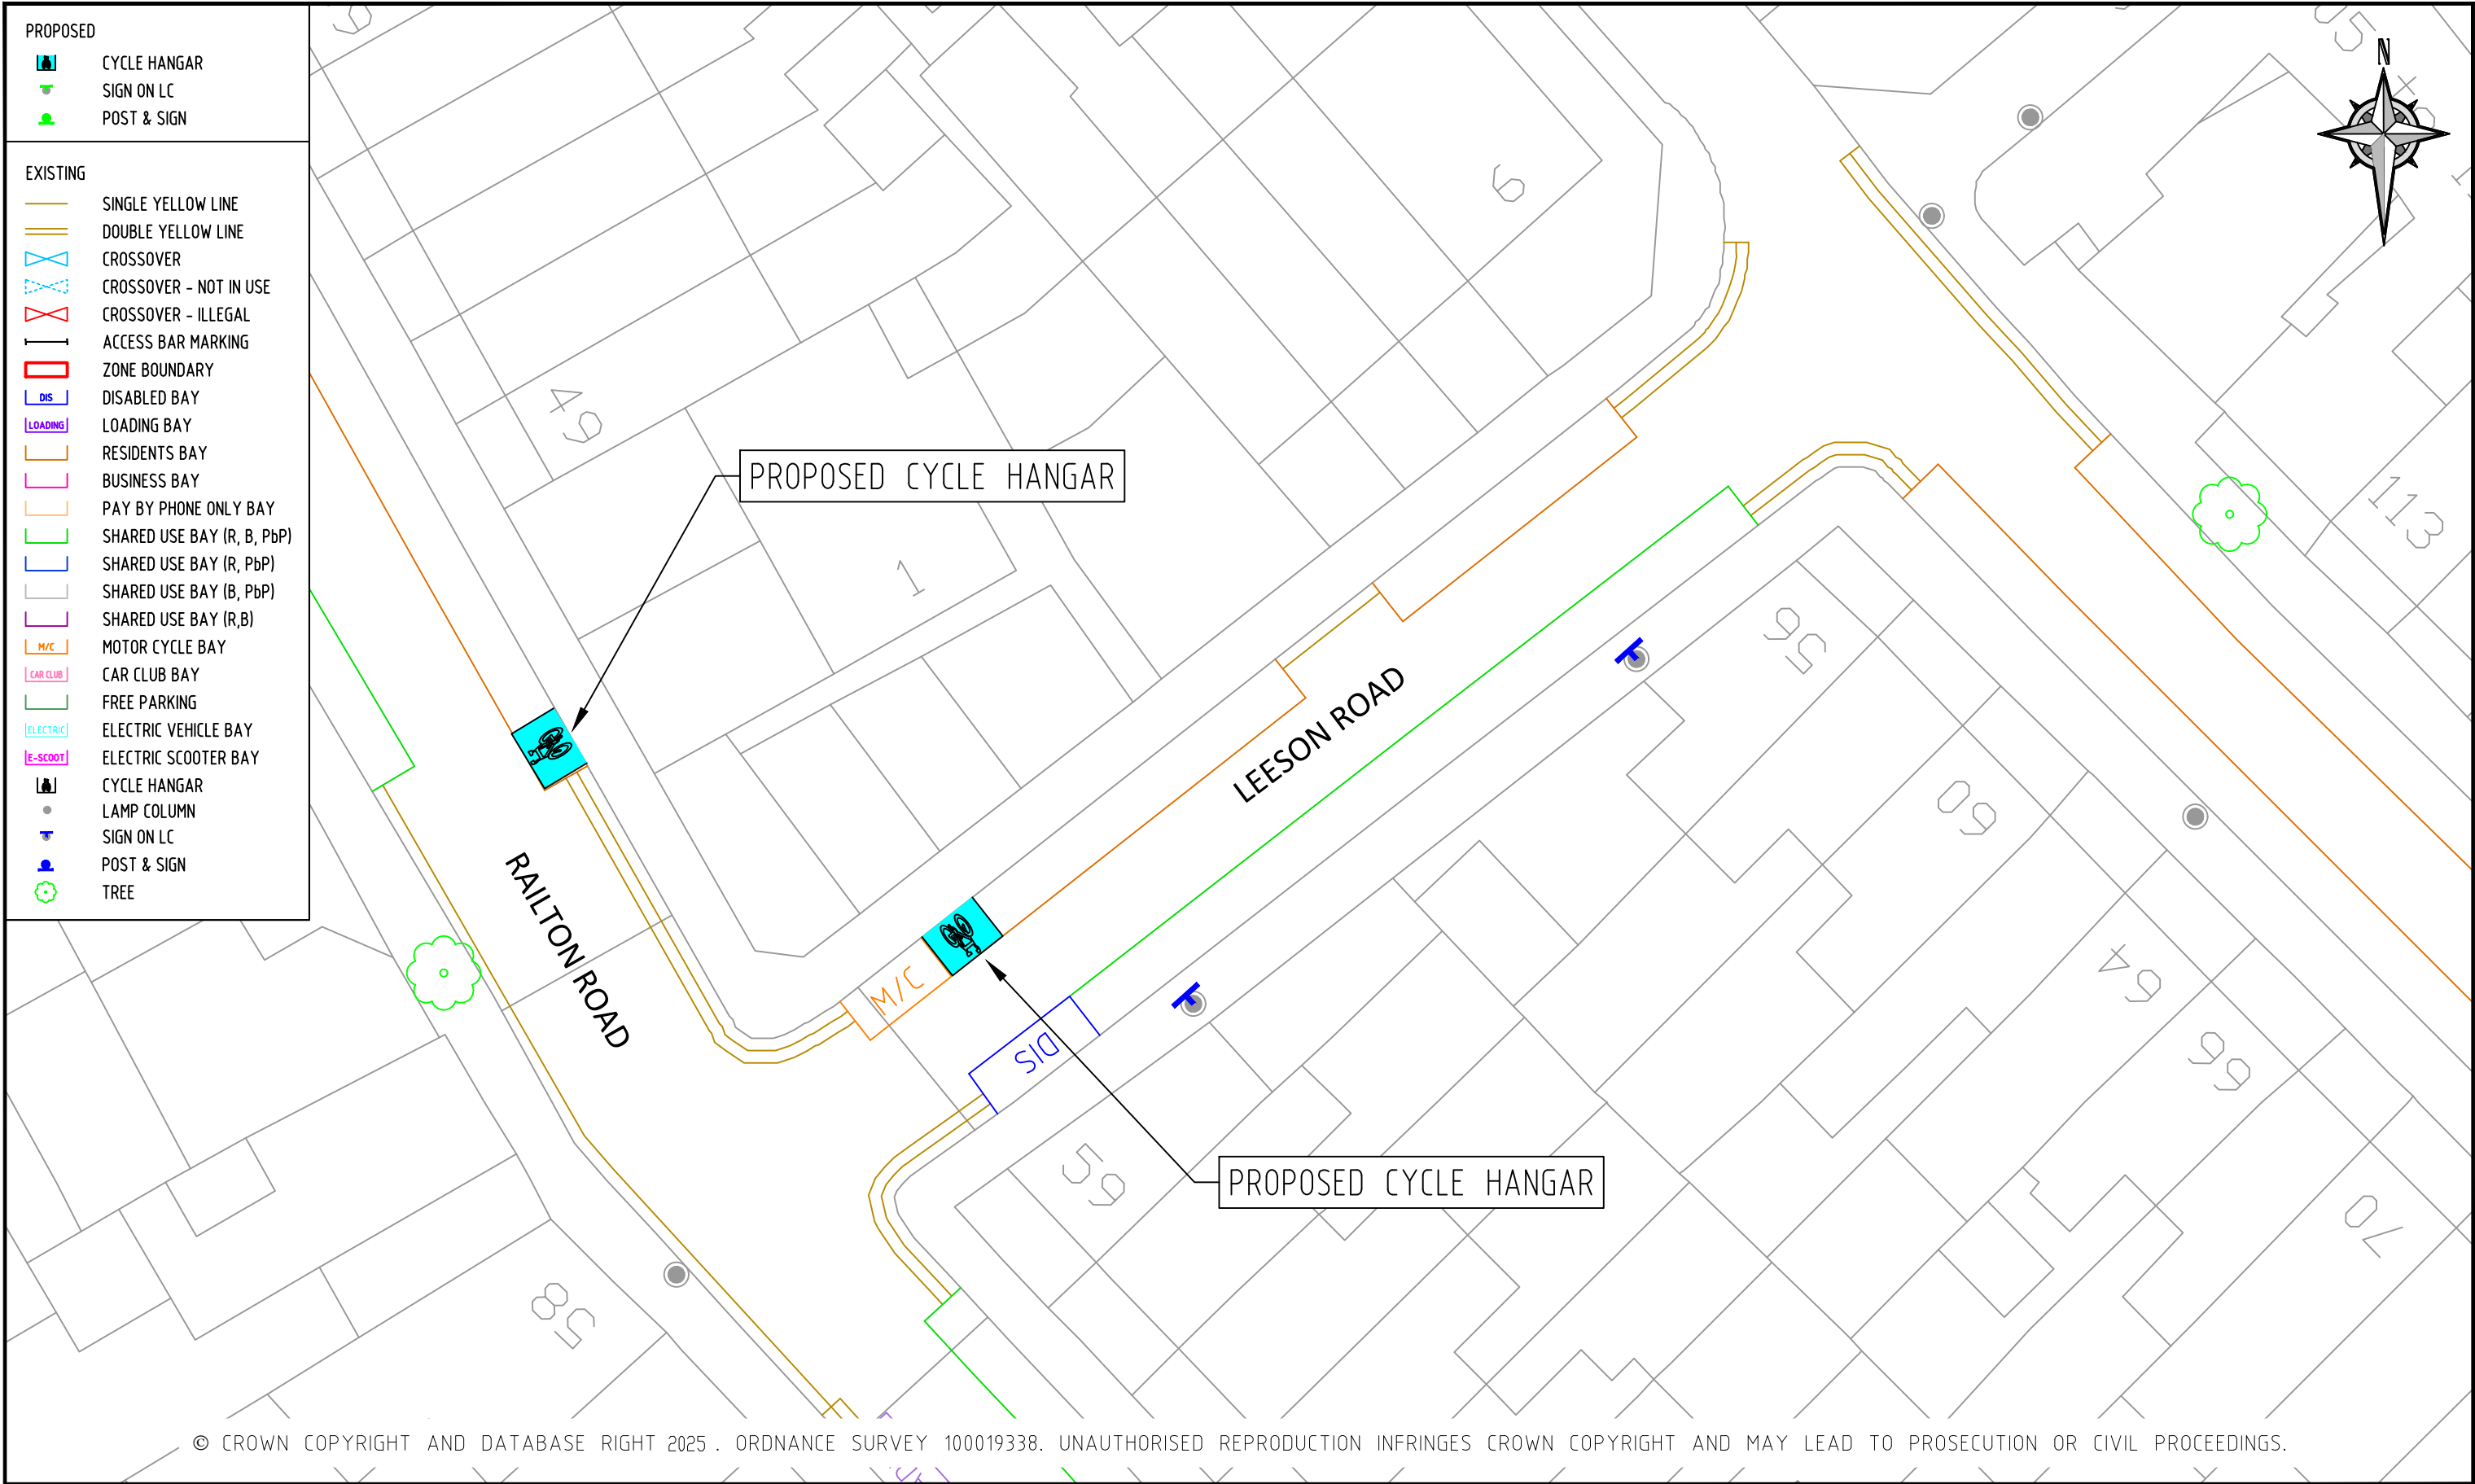 PROPOSED
CYCLE HANGAR
SIGN ON LC
POST & SIGN
EXISTING
SINGLE YELLOW LINE
DOUBLE YELLOW LINE
CROSSOVER
CROSSOVER - NOT IN USE
CROSSOVER - ILLEGAL
ACCESS BAR MARKING
ZONE BOUNDARY
DIS DISABLED BAY
LOADING LOADING BAY
RESIDENTS BAY
BUSINESS BAY
PAY BY PHONE ONLY BAY
SHARED USE BAY (R, B, PbP)
SHARED USE BAY (R, PbP)
SHARED USE BAY (B, PbP)
SHARED USE BAY (R,B)
M/C MOTOR CYCLE BAY
CAR CLUB CAR CLUB BAY
FREE PARKING
ELECTRIC ELECTRIC VEHICLE BAY
E-SCOOT ELECTRIC SCOOTER BAY
CYCLE HANGAR
LAMP COLUMN
SIGN ON LC
POST & SIGN
TREE
N
6
49
PROPOSED CYCLE HANGAR
113
1
56
LEESON ROAD
60
RAILTON ROAD
M/C
DIS
64
66
59
PROPOSED CYCLE HANGAR
70
58
© CROWN COPYRIGHT AND DATABASE RIGHT 2025 . ORDNANCE SURVEY 100019338. UNAUTHORISED REPRODUCTION INFRINGES CROWN COPYRIGHT AND MAY LEAD TO PROSECUTION OR CIVIL PROCEEDINGS.